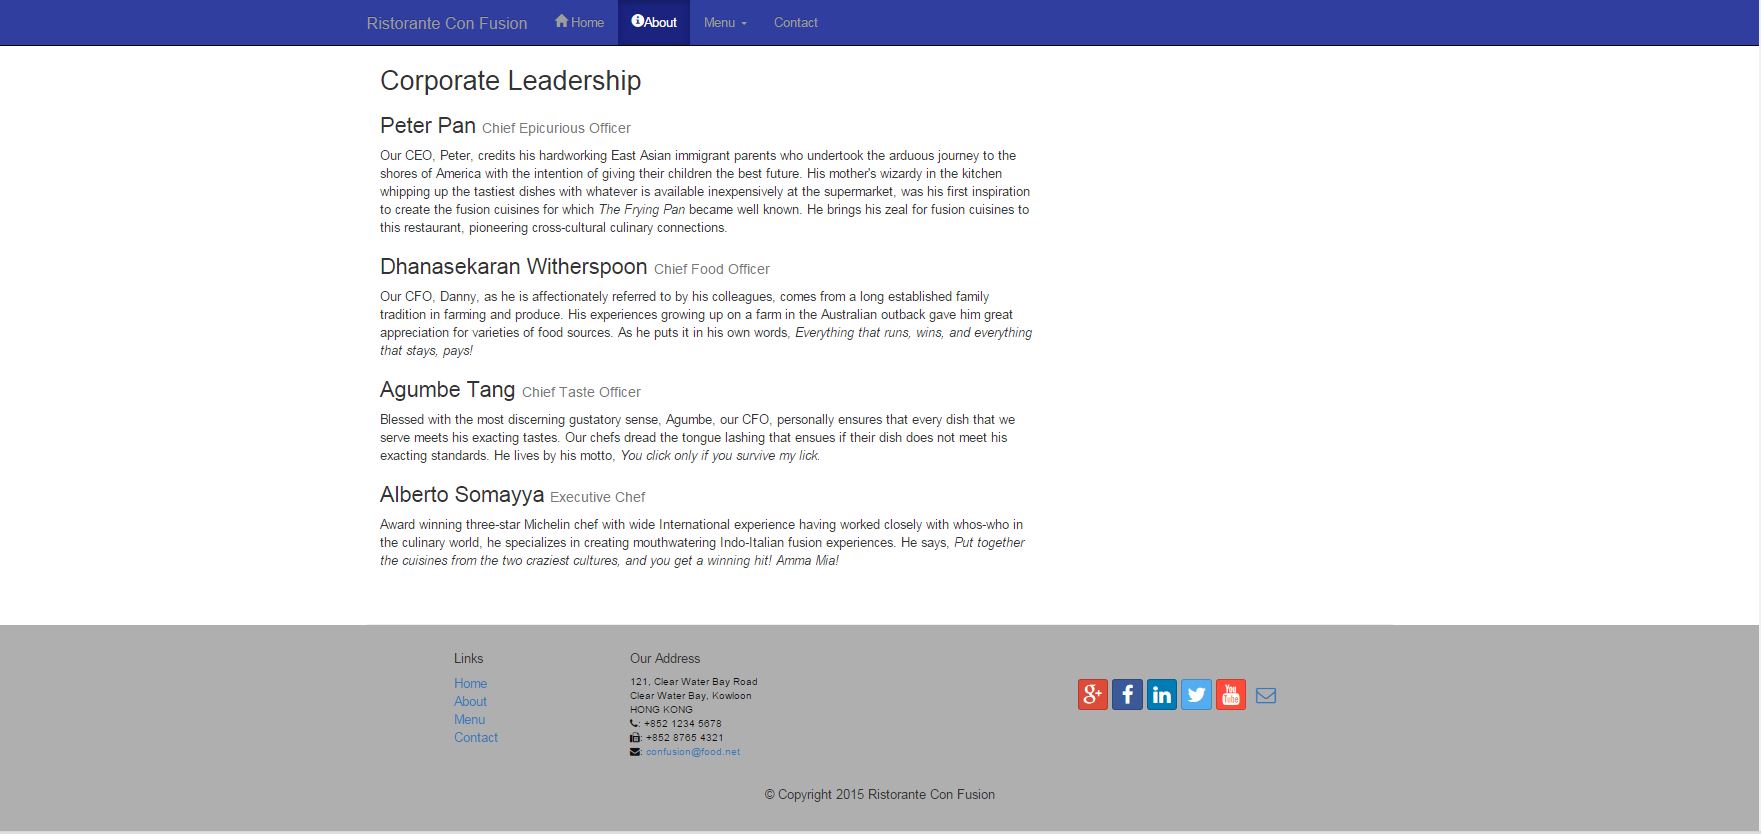 Ristorante Con Fusion Home About Menu Contact
Corporate Leadership
Peter Pan Chief Epicurious Officer
Our CEO, Peter, credits his hardworking East Asian immigrant parents who undertook the arduous journey to the
shores of America with the intention of giving their children the best future. His mother's wizardy in the kitchen
whipping up the tastiest dishes with whatever is available inexpensively at the supermarket, was his first inspiration
to create the fusion cuisines for which The Frying Pan became well known. He brings his zeal for fusion cuisines to
this restaurant, pioneering cross-cultural culinary connections.
Dhanasekaran Witherspoon Chief Food Officer
Our CFO, Danny, as he is affectionately referred to by his colleagues, comes from a long established family
tradition in farming and produce. His experiences growing up on a farm in the Australian outback gave him great
appreciation for varieties of food sources. As he puts it in his own words, Everything that runs, wins, and everything
that stays, pays!
Agumbe Tang Chief Taste Officer
Blessed with the most discerning gustatory sense, Agumbe, our CFO, personally ensures that every dish that we
serve meets his exacting tastes. Our chefs dread the tongue lashing that ensues if their dish does not meet his
exacting standards. He lives by his motto, You click only if you survive my lick.
Alberto Somayya Executive Chef
Award winning three-star Michelin chef with wide International experience having worked closely with whos-who in
the culinary world, he specializes in creating mouthwatering Indo-Italian fusion experiences. He says, Put together
the cuisines from the two craziest cultures, and you get a winning hit! Amma Mia!
Links
Home
About
Menu
Contact
Our Address
121, Clear Water Bay Road
Clear Water Bay, Kowloon
HONG KONG
: +852 1234 5678
: +852 8765 4321
: confusion@food.net
g+ f in You Tube
© Copyright 2015 Ristorante Con Fusion